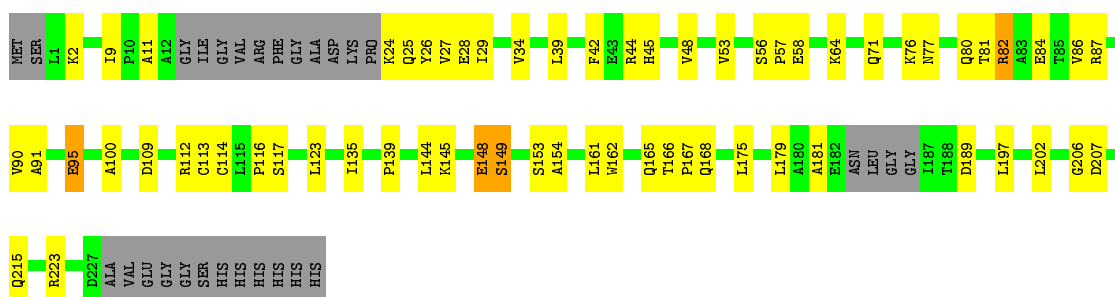 MET SER L1 K2 I9 P10 A11 A12 GLY ILE GLY VAL ARG PHE GLY ALA ASP LYS PRO K24 Q25 Y26 V27 E28 I29 V34 L39 F42 E43 R44 H45 V48 V53 S56 P57 E58 K64 Q71 K76 N77 Q80 T81 R82 A83 E84 T85 V86 R87
V90 A91 E95 A100 D109 R112 C113 C114 L115 P116 S117 L123 I135 P139 L144 K145 E148 S149 S153 A154 L161 W162 Q165 T166 P167 Q168 L175 L179 A180 A181 E182 ASN LEU GLY GLY I187 T188 D189 L197 L202 G206 D207
Q215 R223 D227 ALA VAL GLU GLY GLY SER HIS HIS HIS HIS HIS HIS